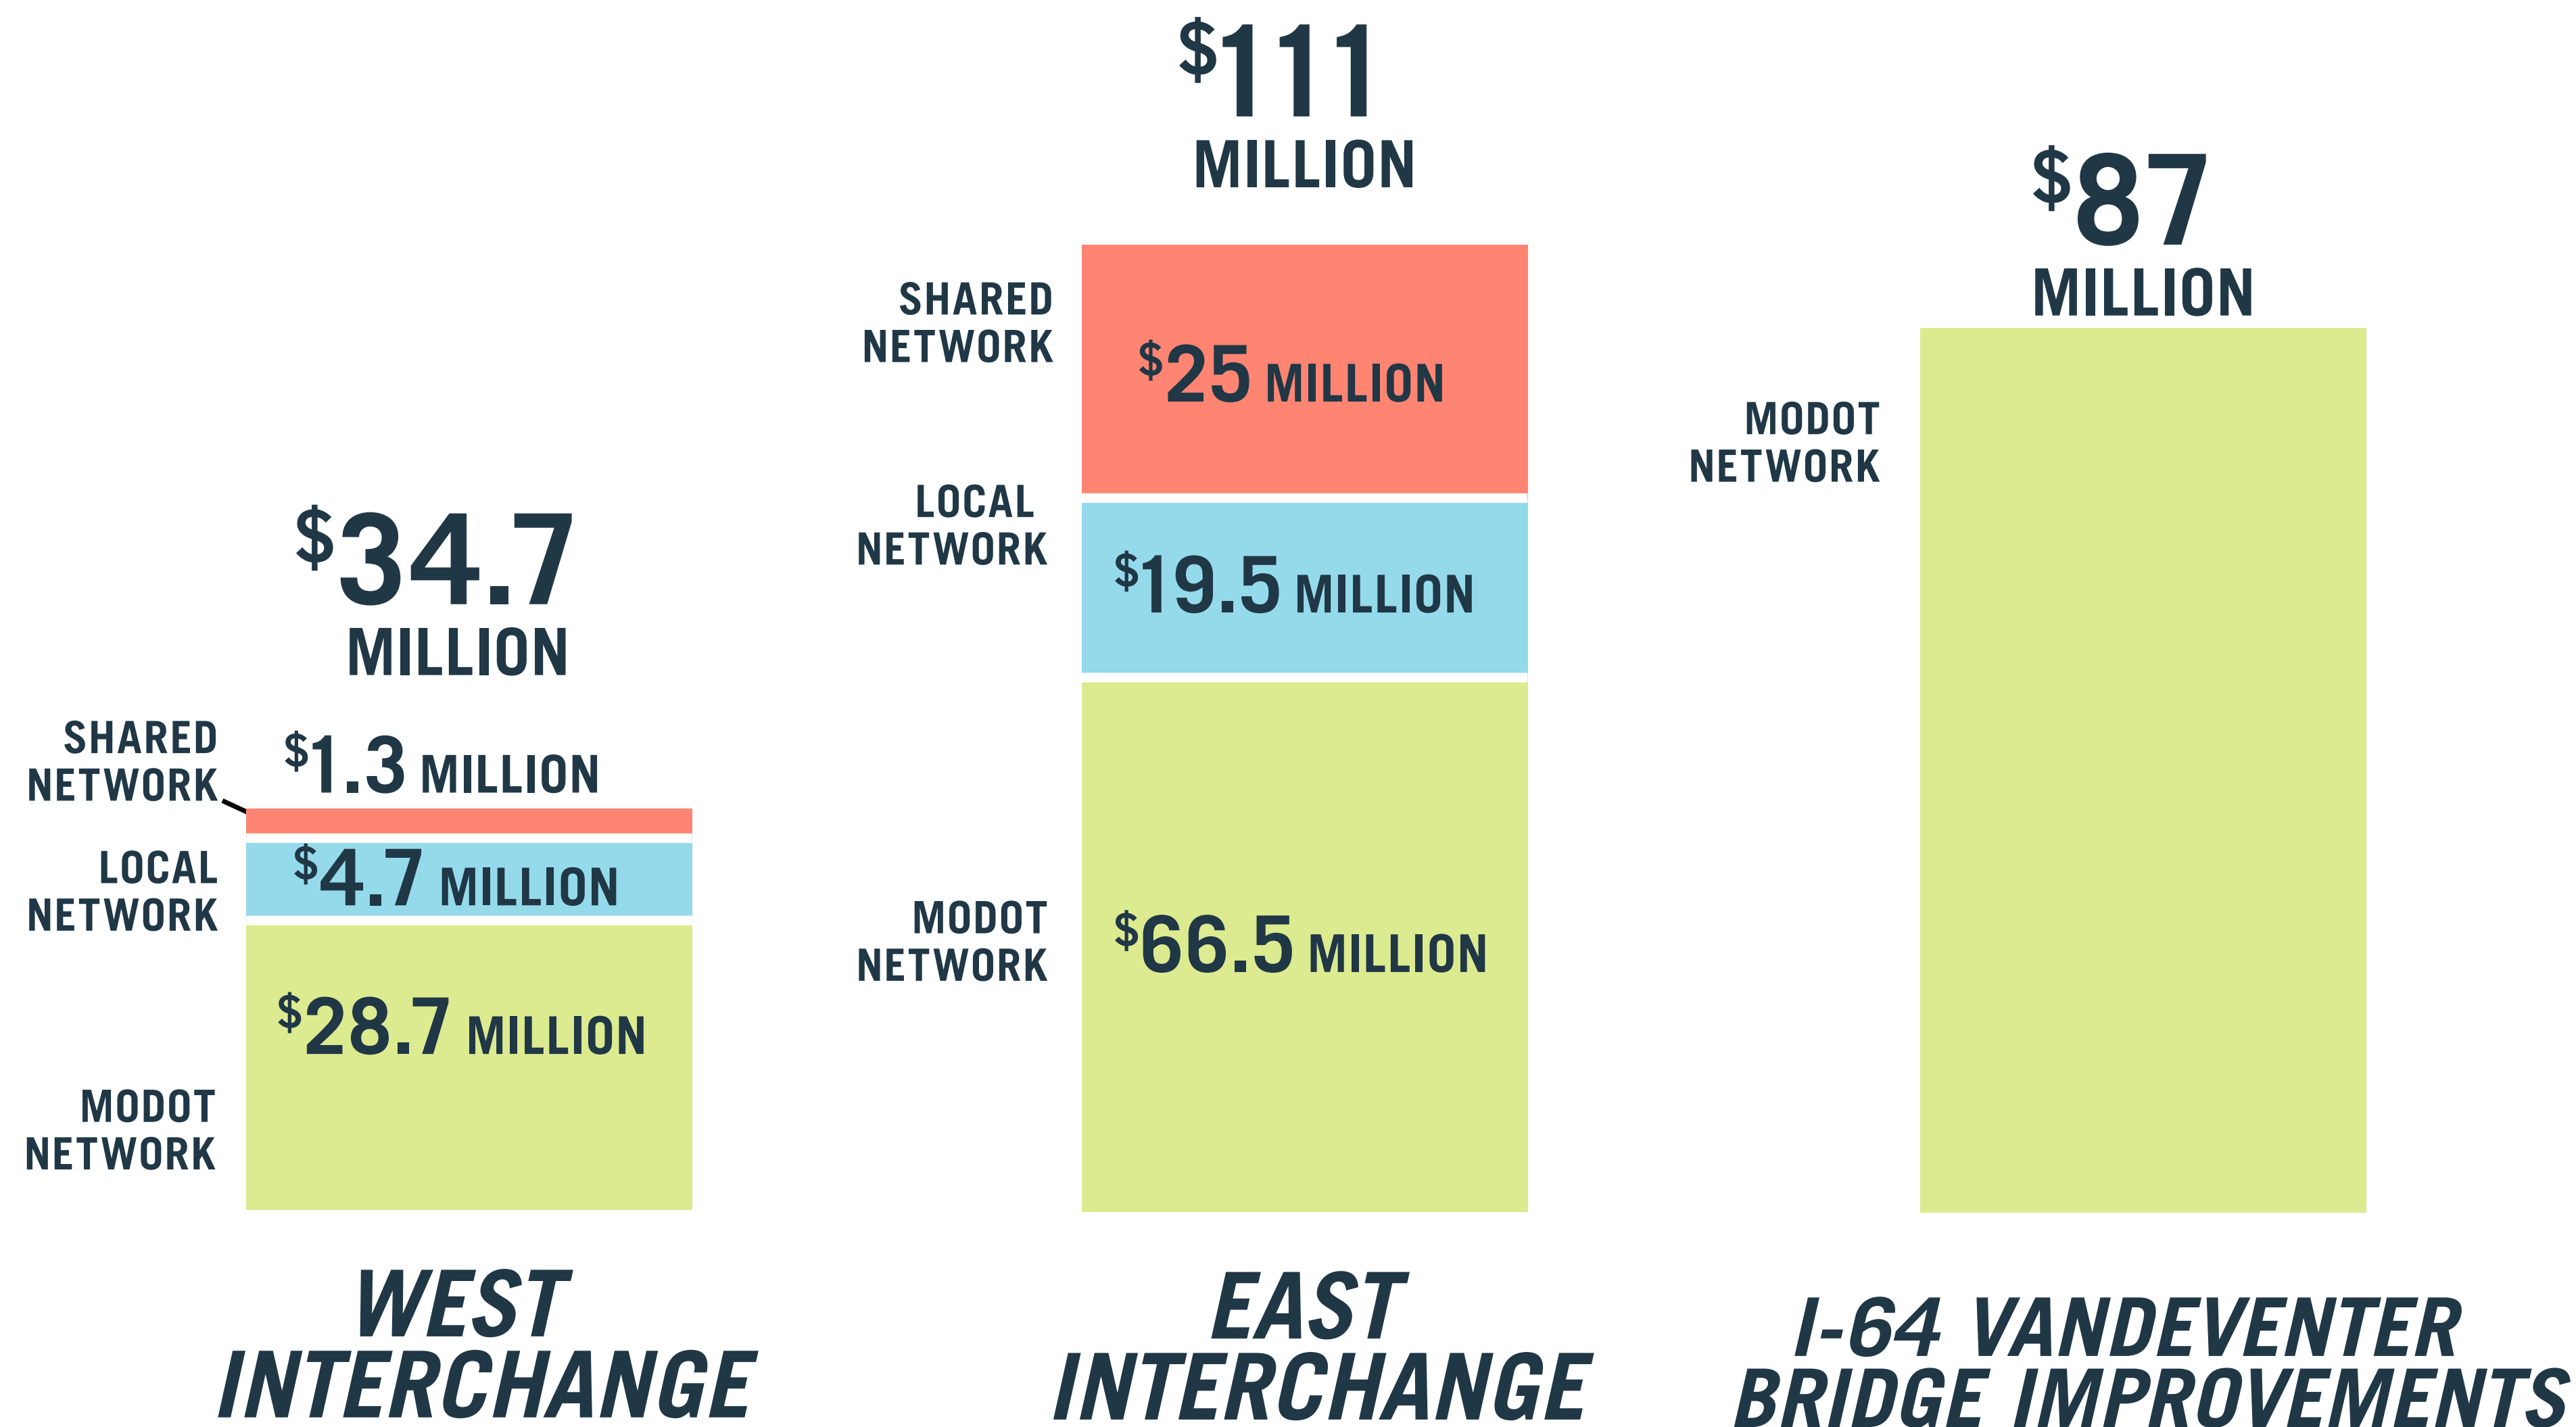 $34.7
MILLION
SHARED
NETWORK
$1.3 MILLION
LOCAL
NETWORK
$4.7 MILLION
$28.7 MILLION
MODOT
NETWORK
WEST
INTERCHANGE
$111
MILLION
SHARED
NETWORK
$25 MILLION
LOCAL
NETWORK
$19.5 MILLION
MODOT
NETWORK
$66.5 MILLION
EAST
INTERCHANGE
$87
MILLION
MODOT
NETWORK
I-64 VANDEVENTER
BRIDGE IMPROVEMENTS